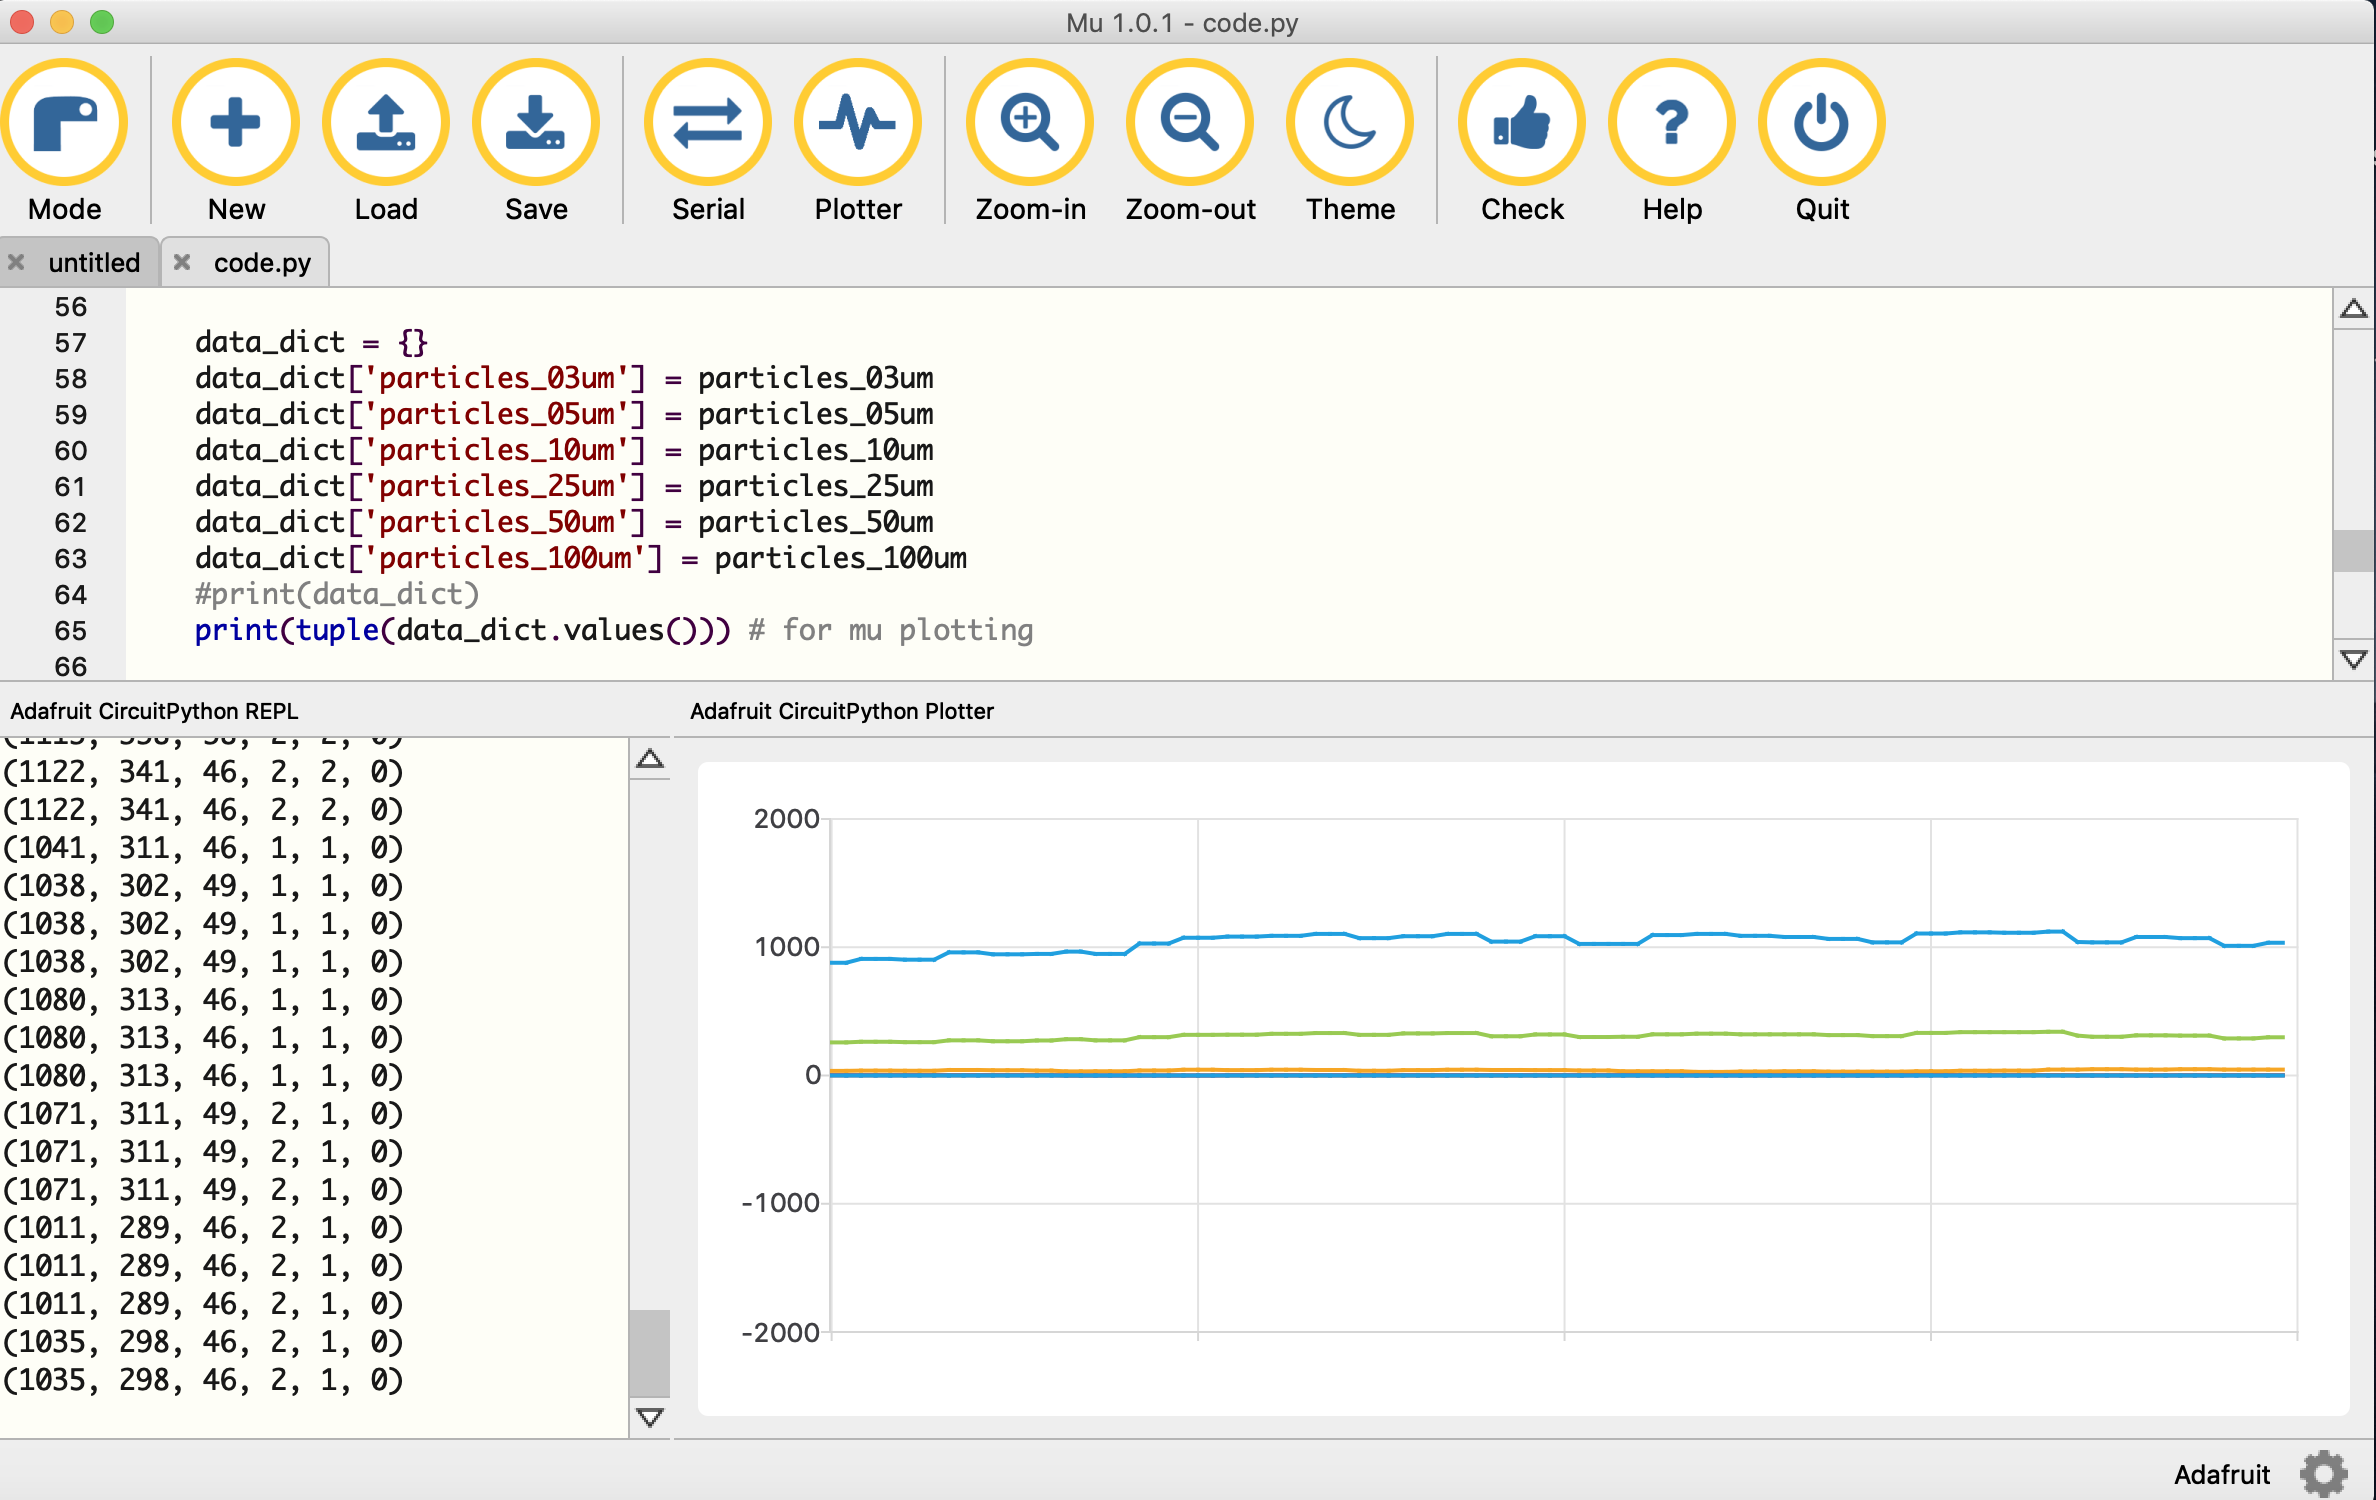 Mu 1.0.1 - code.py
Mode New Load Save Serial Plotter Zoom-in Zoom-out Theme Check Help Quit
untitled code.py
56
57 data_dict = {}
58 data_dict['particles_03um'] = particles_03um
59 data_dict['particles_05um'] = particles_05um
60 data_dict['particles_10um'] = particles_10um
61 data_dict['particles_25um'] = particles_25um
62 data_dict['particles_50um'] = particles_50um
63 data_dict['particles_100um'] = particles_100um
64 #print(data_dict)
65 print(tuple(data_dict.values())) # for mu plotting
66
Adafruit CircuitPython REPL
(1122, 341, 46, 2, 2, 0)
(1122, 341, 46, 2, 2, 0)
(1041, 311, 46, 1, 1, 0)
(1038, 302, 49, 1, 1, 0)
(1038, 302, 49, 1, 1, 0)
(1038, 302, 49, 1, 1, 0)
(1080, 313, 46, 1, 1, 0)
(1080, 313, 46, 1, 1, 0)
(1080, 313, 46, 1, 1, 0)
(1071, 311, 49, 2, 1, 0)
(1071, 311, 49, 2, 1, 0)
(1071, 311, 49, 2, 1, 0)
(1011, 289, 46, 2, 1, 0)
(1011, 289, 46, 2, 1, 0)
(1011, 289, 46, 2, 1, 0)
(1035, 298, 46, 2, 1, 0)
(1035, 298, 46, 2, 1, 0)
Adafruit CircuitPython Plotter
2000
1000
0
-1000
-2000
Adafruit